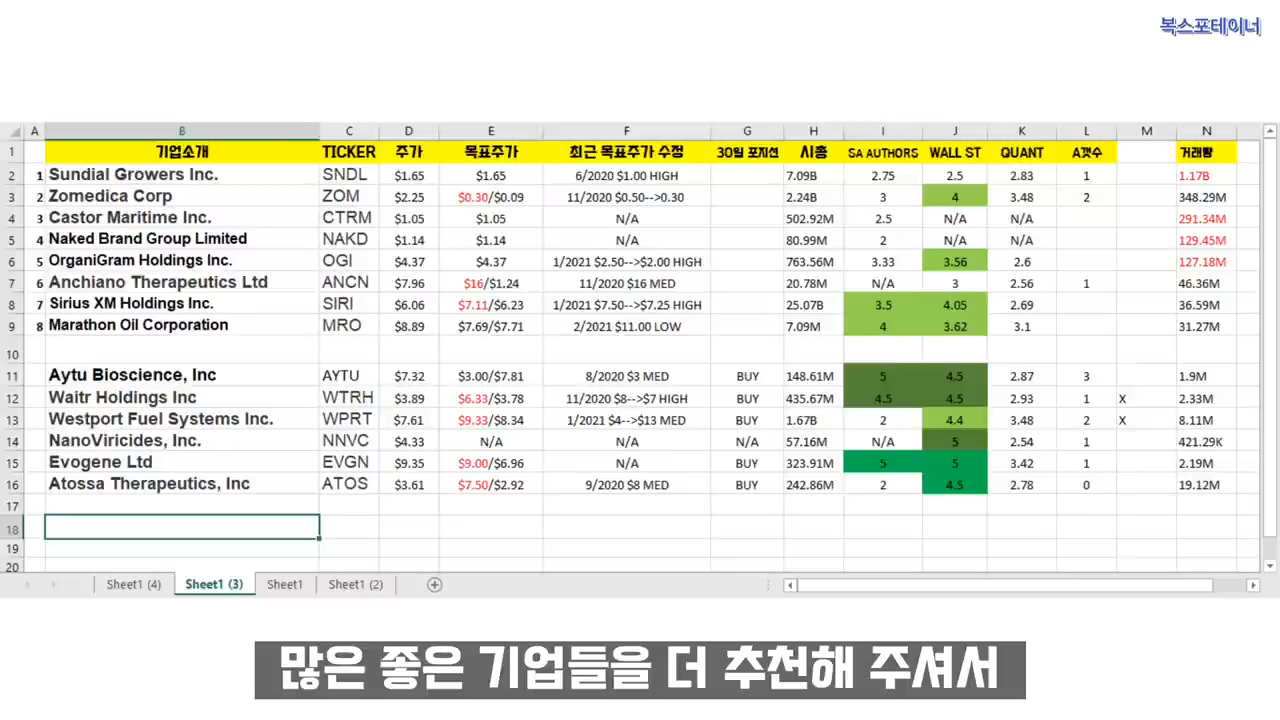 복스포테이너
A B C D E F G H I J K L M N
1 기업소개 TICKER 주가 목표주가 최근 목표주가 수정 30일 포지션 시총 SA AUTHORS WALL ST QUANT A갯수 거래량
2 1 Sundial Growers Inc. SNDL $1.65 $1.65 6/2020 $1.00 HIGH 7.09B 2.75 2.5 2.83 1 1.17B
3 2 Zomedica Corp ZOM $2.25 $0.30/$0.09 11/2020 $0.50-->0.30 2.24B 3 4 3.48 2 348.29M
4 3 Castor Maritime Inc. CTRM $1.05 $1.05 N/A 502.92M 2.5 N/A N/A 291.34M
5 4 Naked Brand Group Limited NAKD $1.14 $1.14 N/A 80.99M 2 N/A N/A 129.45M
6 5 OrganiGram Holdings Inc. OGI $4.37 $4.37 1/2021 $2.50-->$2.00 HIGH 763.56M 3.33 3.56 2.6 127.18M
7 6 Anchiano Therapeutics Ltd ANCN $7.96 $16/$1.24 11/2020 $16 MED 20.78M N/A 3 2.56 1 46.36M
8 7 Sirius XM Holdings Inc. SIRI $6.06 $7.11/$6.23 1/2021 $7.50-->$7.25 HIGH 25.07B 3.5 4.05 2.69 36.59M
9 8 Marathon Oil Corporation MRO $8.89 $7.69/$7.71 2/2021 $11.00 LOW 7.09M 4 3.62 3.1 31.27M
10
11 Aytu Bioscience, Inc AYTU $7.32 $3.00/$7.81 8/2020 $3 MED BUY 148.61M 5 4.5 2.87 3 1.9M
12 Waitr Holdings Inc WTRH $3.89 $6.33/$3.78 11/2020 $8-->$7 HIGH BUY 435.67M 4.5 4.5 2.93 1 X 2.33M
13 Westport Fuel Systems Inc. WPRT $7.61 $9.33/$8.34 1/2021 $4-->$13 MED BUY 1.67B 2 4.4 3.48 2 X 8.11M
14 NanoViricides, Inc. NNVC $4.33 N/A N/A N/A 57.16M N/A 5 2.54 1 421.29K
15 Evogene Ltd EVGN $9.35 $9.00/$6.96 N/A BUY 323.91M 5 5 3.42 1 2.19M
16 Atossa Therapeutics, Inc ATOS $3.61 $7.50/$2.92 9/2020 $8 MED BUY 242.86M 2 4.5 2.78 0 19.12M
17
18
19
20
Sheet1 (4) Sheet1 (3) Sheet1 Sheet1 (2)
많은 좋은 기업들을 더 추천해 주셔서